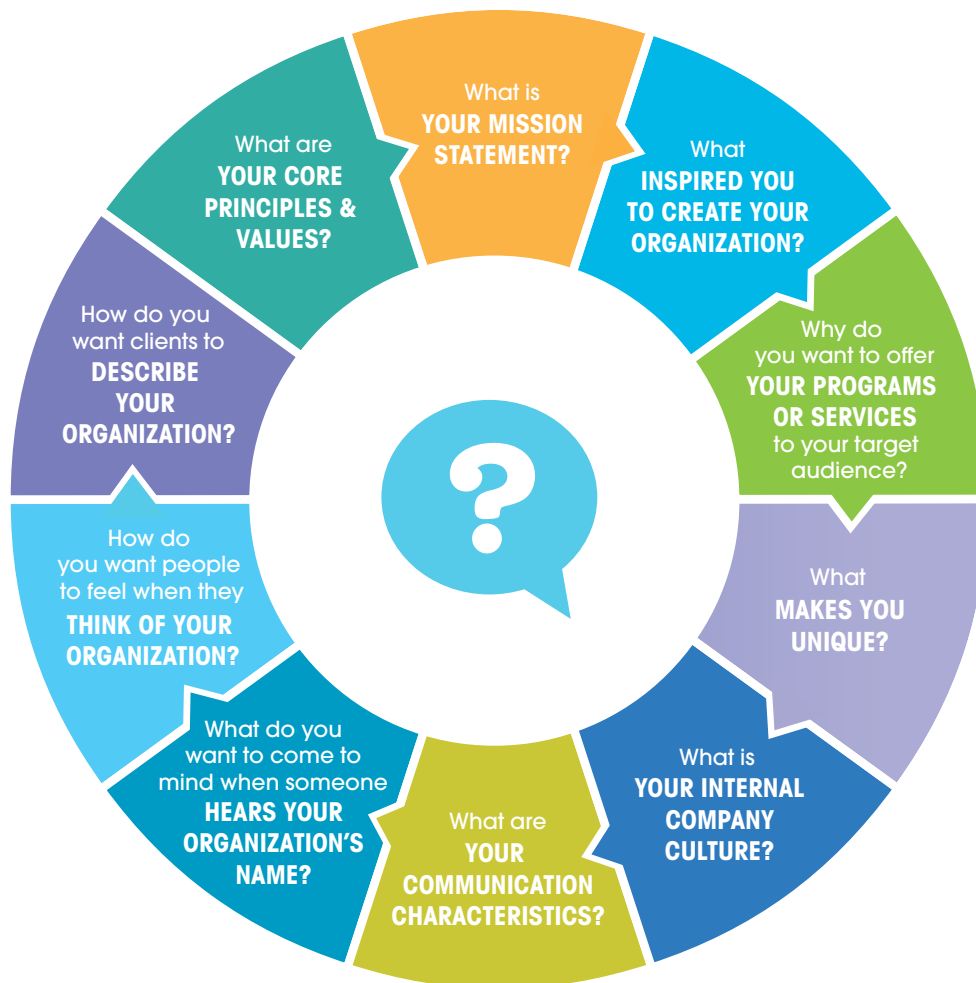 What is
YOUR MISSION
STATEMENT?
What
INSPIRED YOU
TO CREATE YOUR
ORGANIZATION?
Why do
you want to offer
YOUR PROGRAMS
OR SERVICES
to your target
audience?
What
MAKES YOU
UNIQUE?
What is
YOUR INTERNAL
COMPANY
CULTURE?
What are
YOUR
COMMUNICATION
CHARACTERISTICS?
What do you
want to come to
mind when someone
HEARS YOUR
ORGANIZATION'S
NAME?
How do
you want people
to feel when they
THINK OF YOUR
ORGANIZATION?
How do you
want clients to
DESCRIBE
YOUR
ORGANIZATION?
What are
YOUR CORE
PRINCIPLES &
VALUES?
?